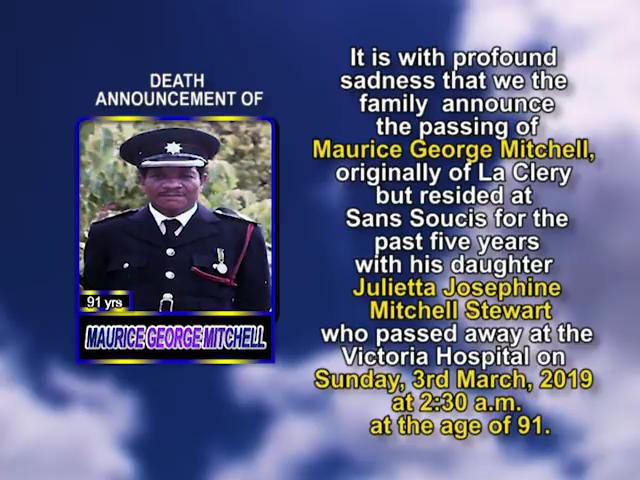 DEATH
ANNOUNCEMENT OF
91 yrs
MAURICE GEORGE MITCHELL
It is with profound
sadness that we the
family announce
the passing of
Maurice George Mitchell,
originally of La Clery
but resided at
Sans Soucis for the
past five years
with his daughter
Julietta Josephine
Mitchell Stewart
who passed away at the
Victoria Hospital on
Sunday, 3rd March, 2019
at 2:30 a.m.
at the age of 91.